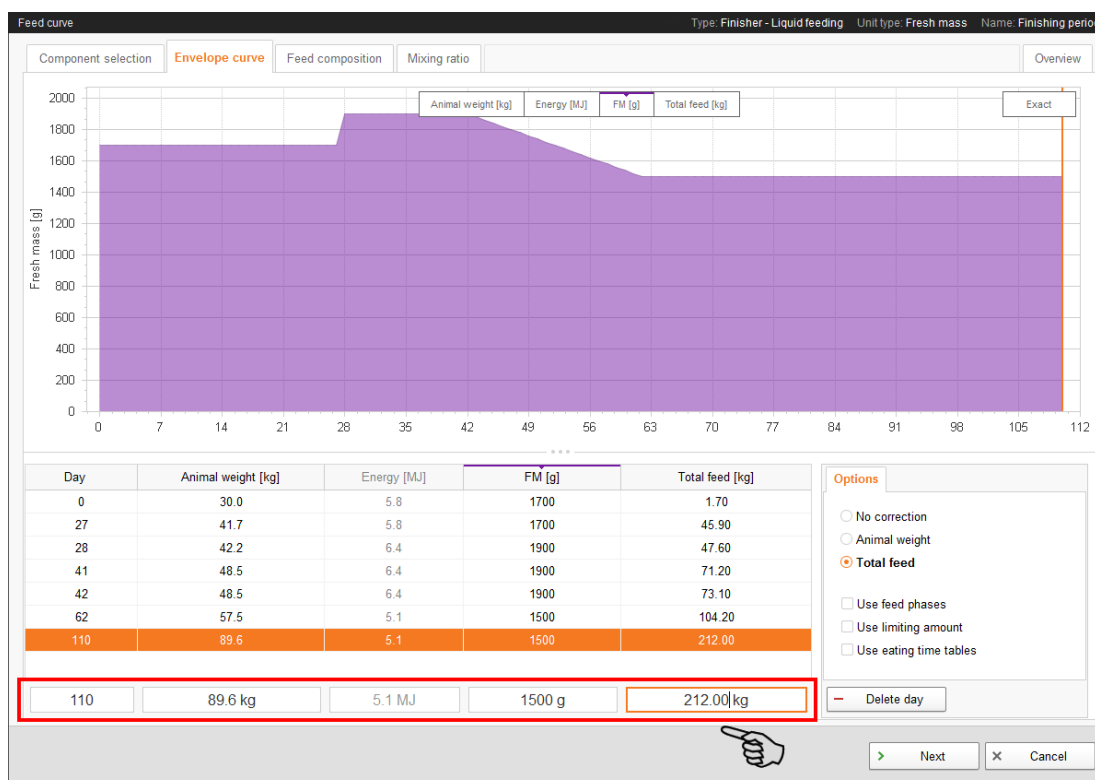 Feed curve Type: Finisher - Liquid feeding Unit type: Fresh mass Name: Finishing perio
Component selection Envelope curve Feed composition Mixing ratio Overview
2000
Animal weight [kg] Energy [MJ] FM [g] Total feed [kg] Exact
1800
1600
1400
1200
1000
800
600
400
200
0
Fresh mass [g]
0 7 14 21 28 35 42 49 56 63 70 77 84 91 98 105 112
Day Animal weight [kg] Energy [MJ] FM [g] Total feed [kg]
0 30.0 5.8 1700 1.70
27 41.7 5.8 1700 45.90
28 42.2 6.4 1900 47.60
41 48.5 6.4 1900 71.20
42 48.5 6.4 1900 73.10
62 57.5 5.1 1500 104.20
110 89.6 5.1 1500 212.00
110 89.6 kg 5.1 MJ 1500 g 212.00 kg
Options
No correction
Animal weight
Total feed
Use feed phases
Use limiting amount
Use eating time tables
Delete day
Next Cancel